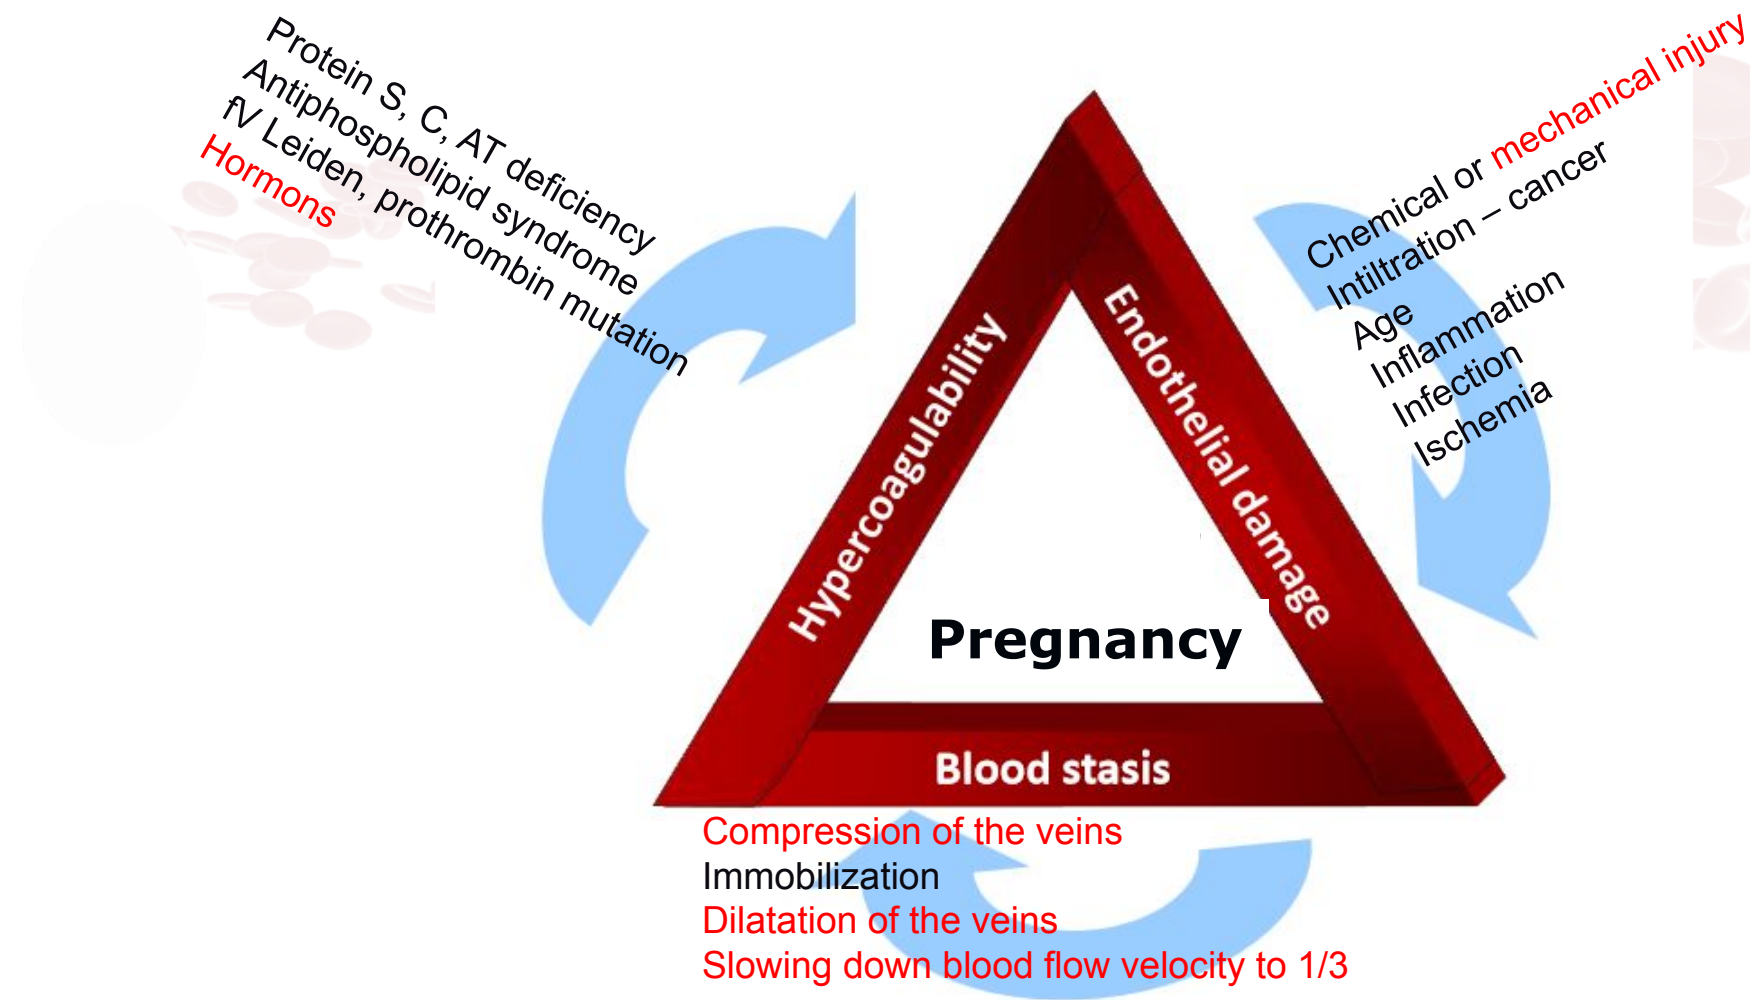 Protein S, C, AT deficiency
Antiphospholipid syndrome
fV Leiden, prothrombin mutation
Hormons
Chemical or mechanical injury
Intiltration – cancer
Age
Inflammation
Infection
Ischemia
Hypercoagulability
Endothelial damage
Pregnancy
Blood stasis
Compression of the veins
Immobilization
Dilatation of the veins
Slowing down blood flow velocity to 1/3